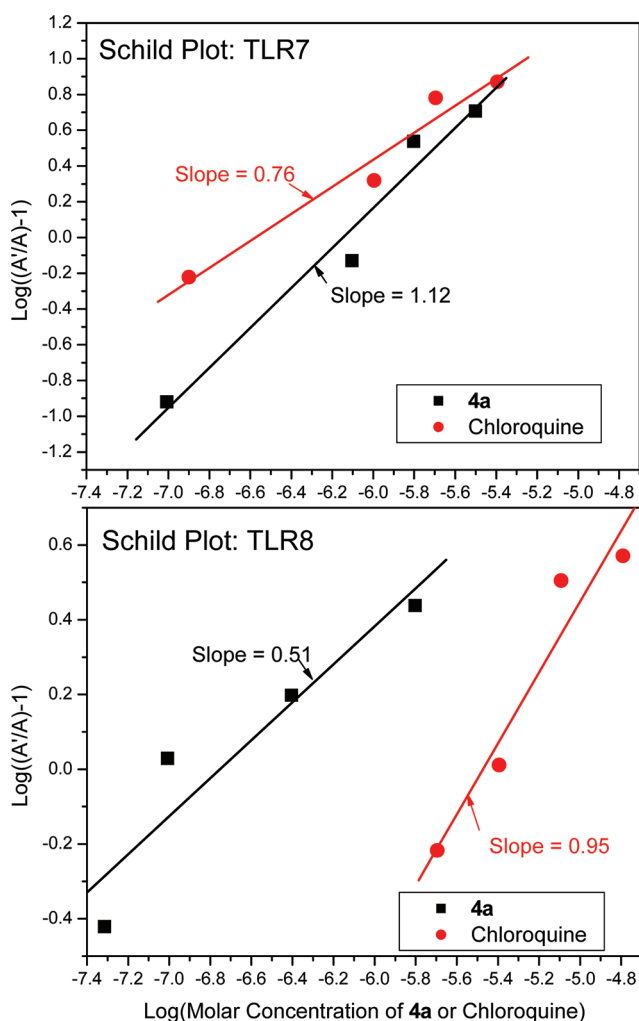 Schild Plot: TLR7
1.2
1.0
0.8
0.6
0.4
0.2
0.0
-0.2
-0.4
-0.6
-0.8
-1.0
-1.2
Log((A'/A)-1)
Slope = 0.76
Slope = 1.12
4a
Chloroquine
-7.4 -7.2 -7.0 -6.8 -6.6 -6.4 -6.2 -6.0 -5.8 -5.6 -5.4 -5.2 -5.0 -4.8
Schild Plot: TLR8
0.6
0.4
0.2
0.0
-0.2
-0.4
Log((A'/A)-1)
Slope = 0.51
Slope = 0.95
4a
Chloroquine
-7.4 -7.2 -7.0 -6.8 -6.6 -6.4 -6.2 -6.0 -5.8 -5.6 -5.4 -5.2 -5.0 -4.8
Log(Molar Concentration of 4a or Chloroquine)